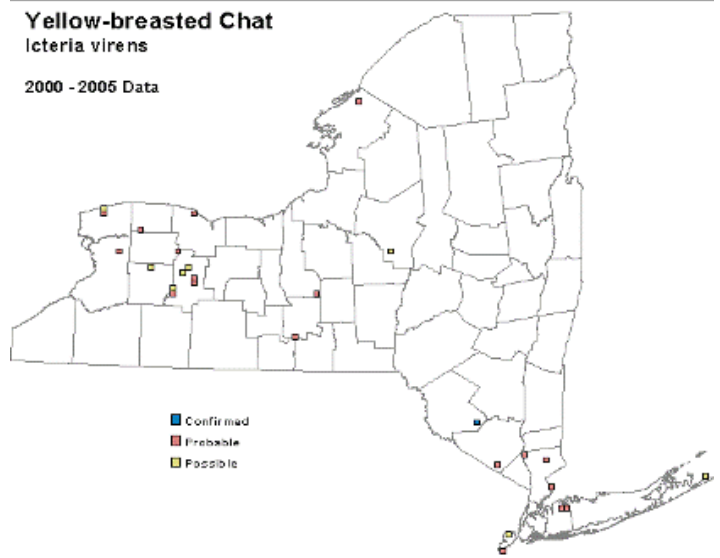 Yellow-breasted Chat
Icteria virens
2000 - 2005 Data
Confirmed
Probable
Possible